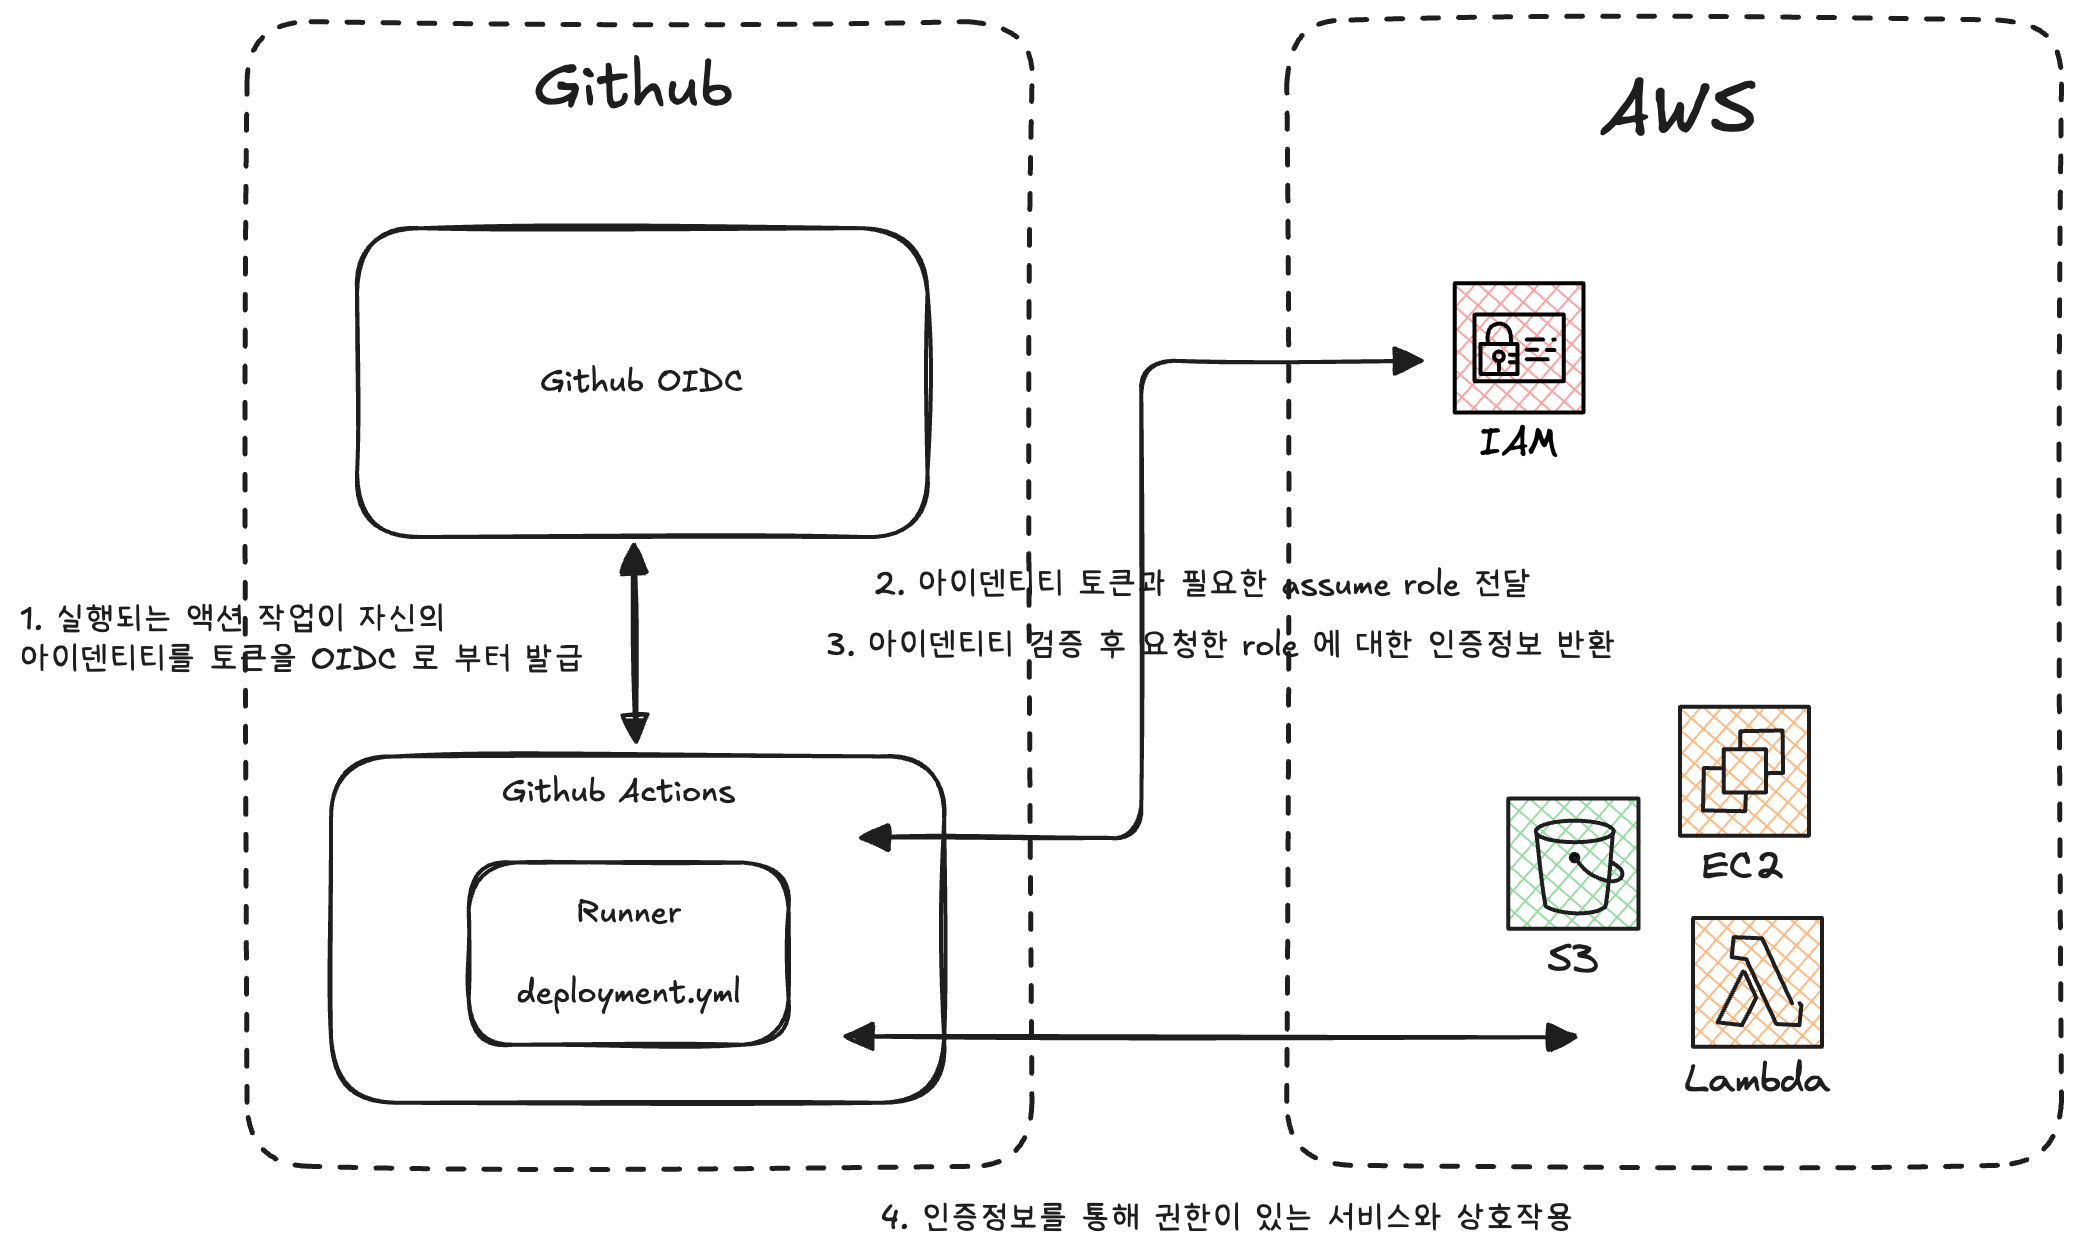 Github
AWS
Github OIDC
IAM
1. 실행되는 액션 작업이 자신의
아이덴티티를 토큰을 OIDC 로 부터 발급
2. 아이덴티티 토큰과 필요한 assume role 전달
3. 아이덴티티 검증 후 요청한 role 에 대한 인증정보 반환
Github Actions
Runner
deployment.yml
EC2
S3
Lambda
4. 인증정보를 통해 권한이 있는 서비스와 상호작용